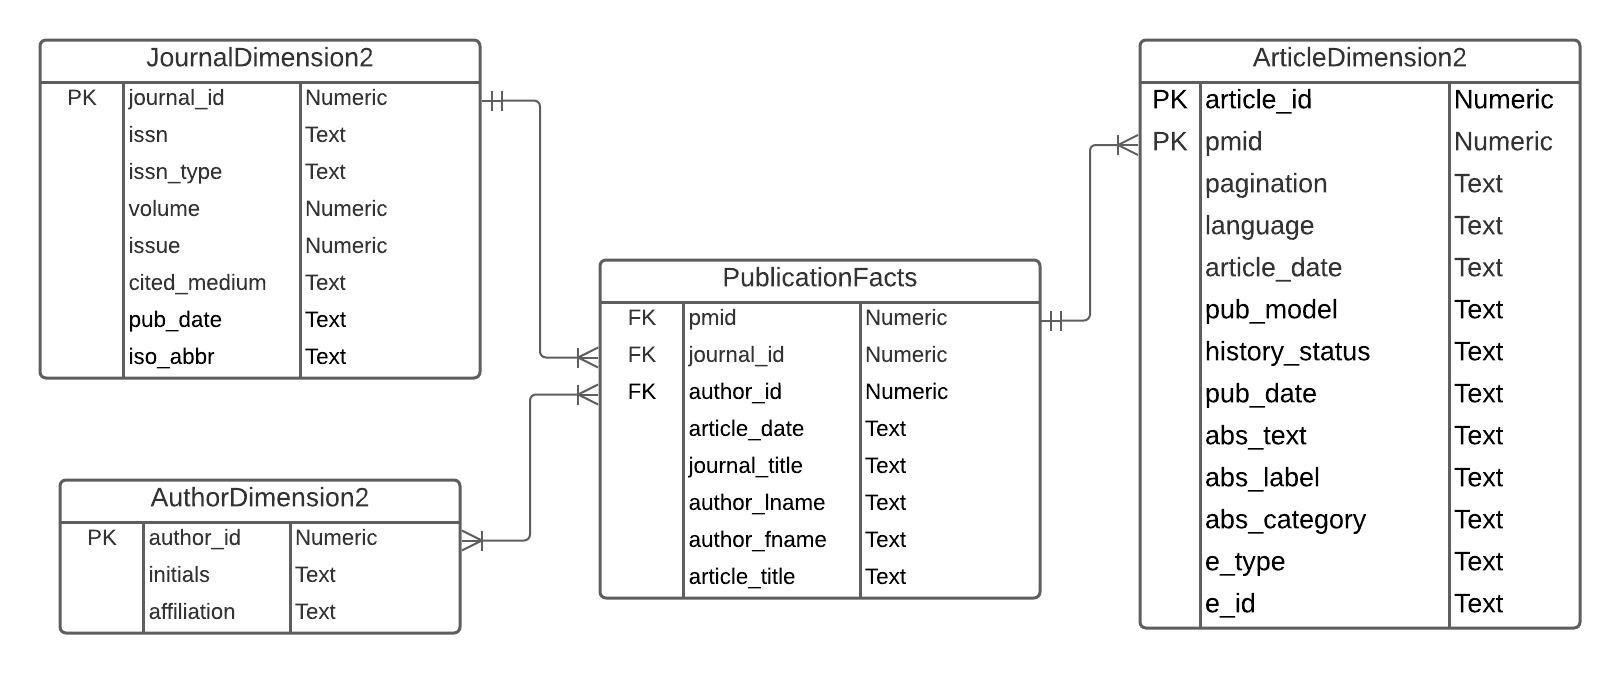 JournalDimension2
PK journal_id Numeric
issn Text
issn_type Text
volume Numeric
issue Numeric
cited_medium Text
pub_date Text
iso_abbr Text
AuthorDimension2
PK author_id Numeric
initials Text
affiliation Text
PublicationFacts
FK pmid Numeric
FK journal_id Numeric
FK author_id Numeric
article_date Text
journal_title Text
author_lname Text
author_fname Text
article_title Text
ArticleDimension2
PK article_id Numeric
PK pmid Numeric
pagination Text
language Text
article_date Text
pub_model Text
history_status Text
pub_date Text
abs_text Text
abs_label Text
abs_category Text
e_type Text
e_id Text